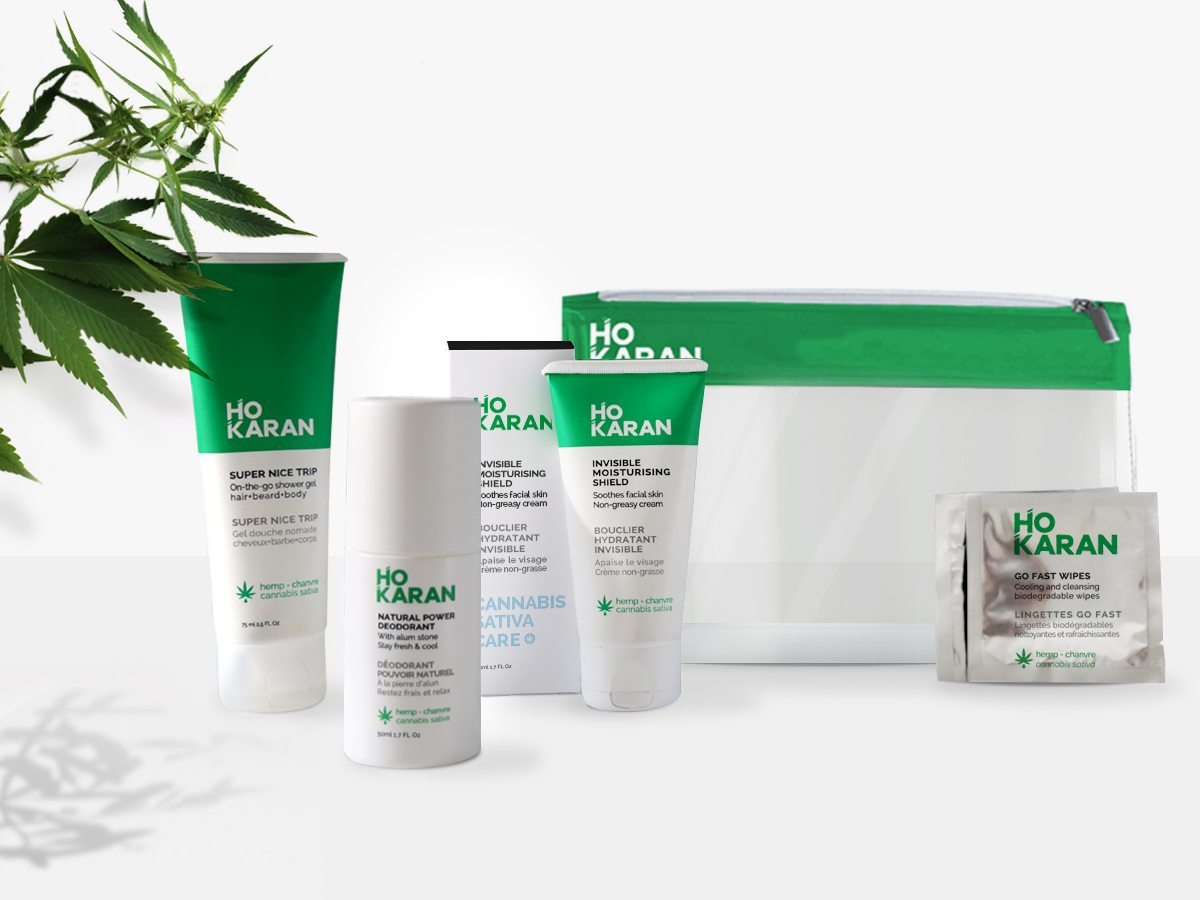 HO
KARAN
SUPER NICE TRIP
On-the-go shower gel
hair+beard+body
SUPER NICE TRIP
Gel douche nomade
cheveux+barbe+corps
hemp - chanvre
cannabis sativa
75 ml 2.5 FL Oz
HO
KARAN
NATURAL POWER
DEODORANT
With alum stone
Stay fresh & cool
DÉODORANT
POUVOIR NATUREL
A la pierre d'alun
Restez frais et relax
hemp - chanvre
cannabis sativa
50ml 1.7 FL Oz
HO
KARAN
INVISIBLE
MOISTURISING
SHIELD
Soothes facial skin
Non-greasy cream
BOUCLIER
HYDRATANT
INVISIBLE
Apaise le visage
Crème non-grasse
CANNABIS
SATIVA
CARE
ml 1.7 FL Oz
HO
KARAN
INVISIBLE
MOISTURISING
SHIELD
Soothes facial skin
Non-greasy cream
BOUCLIER
HYDRATANT
INVISIBLE
Apaise le visage
Crème non-grasse
hemp - chanvre
cannabis sativa
HO
KARAN
HO
KARAN
GO FAST WIPES
Cooling and cleansing
biodegradable wipes
LINGETTES GO FAST
Lingettes biodégradables
nettoyantes et rafraichissantes
hemp - chanvre
cannabis sativa